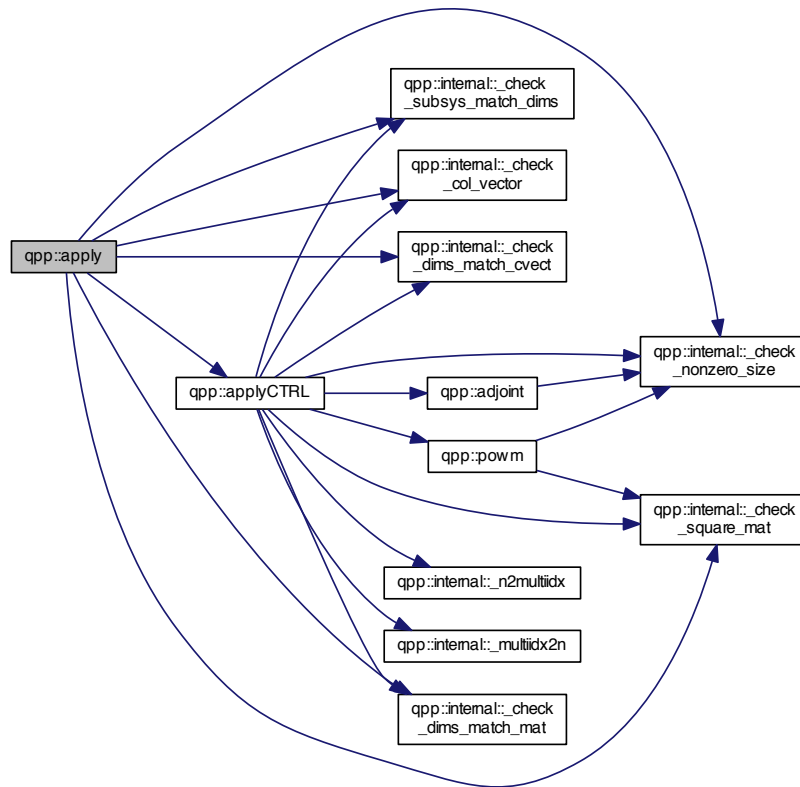 qpp::apply
qpp::applyCTRL
qpp::internal::_check
_subsys_match_dims
qpp::internal::_check
_col_vector
qpp::internal::_check
_dims_match_cvect
qpp::adjoint
qpp::powm
qpp::internal::_n2multiidx
qpp::internal::_multiidx2n
qpp::internal::_check
_dims_match_mat
qpp::internal::_check
_nonzero_size
qpp::internal::_check
_square_mat